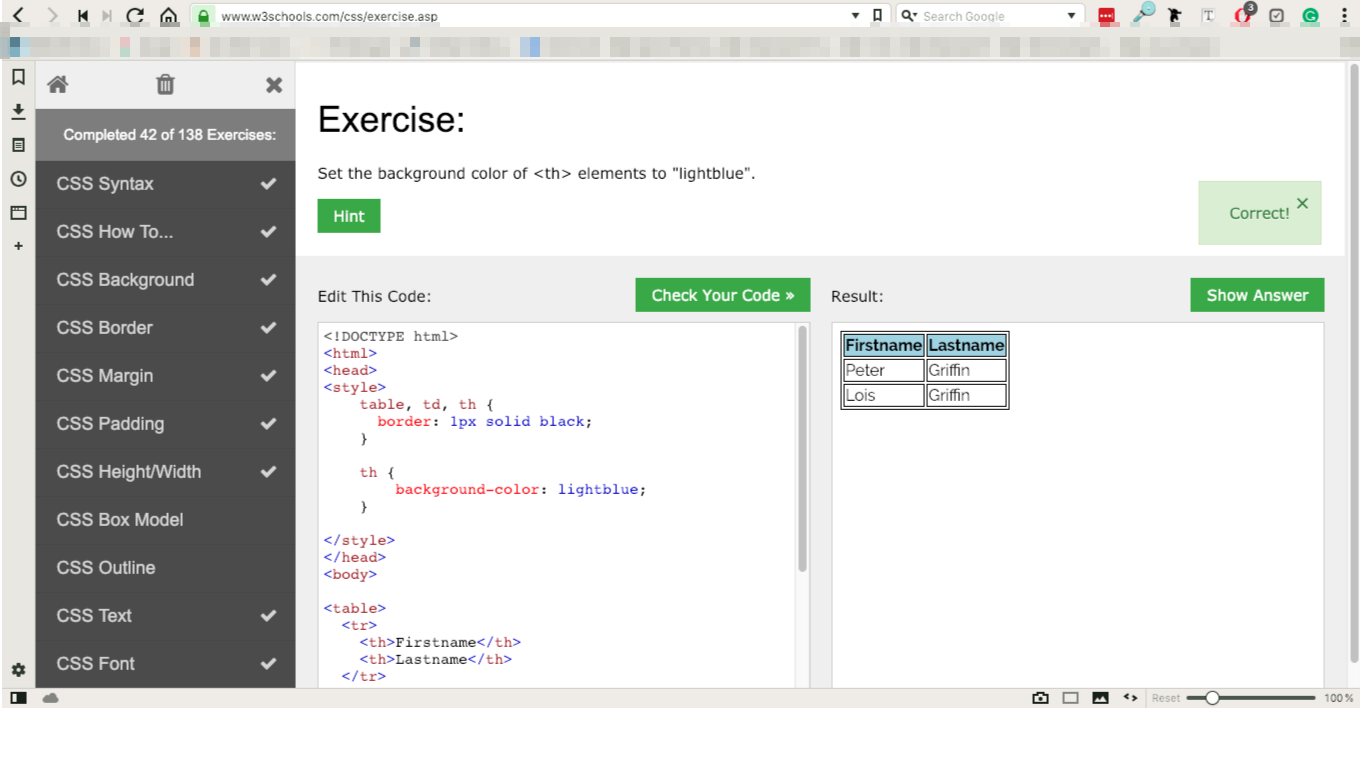 www.w3schools.com/css/exercise.asp
Search Google
3
Completed 42 of 138 Exercises:
CSS Syntax
CSS How To...
CSS Background
CSS Border
CSS Margin
CSS Padding
CSS Height/Width
CSS Box Model
CSS Outline
CSS Text
CSS Font
Exercise:
Set the background color of <th> elements to "lightblue".
Hint
Correct! ×
Edit This Code:
Check Your Code »
<!DOCTYPE html>
<html>
<head>
<style>
    table, td, th {
      border: 1px solid black;
    }
    th {
        background-color: lightblue;
    }
</style>
</head>
<body>
<table>
  <tr>
    <th>Firstname</th>
    <th>Lastname</th>
  </tr>
Result:
Show Answer
Firstname Lastname
Peter Griffin
Lois Griffin
Reset
100 %